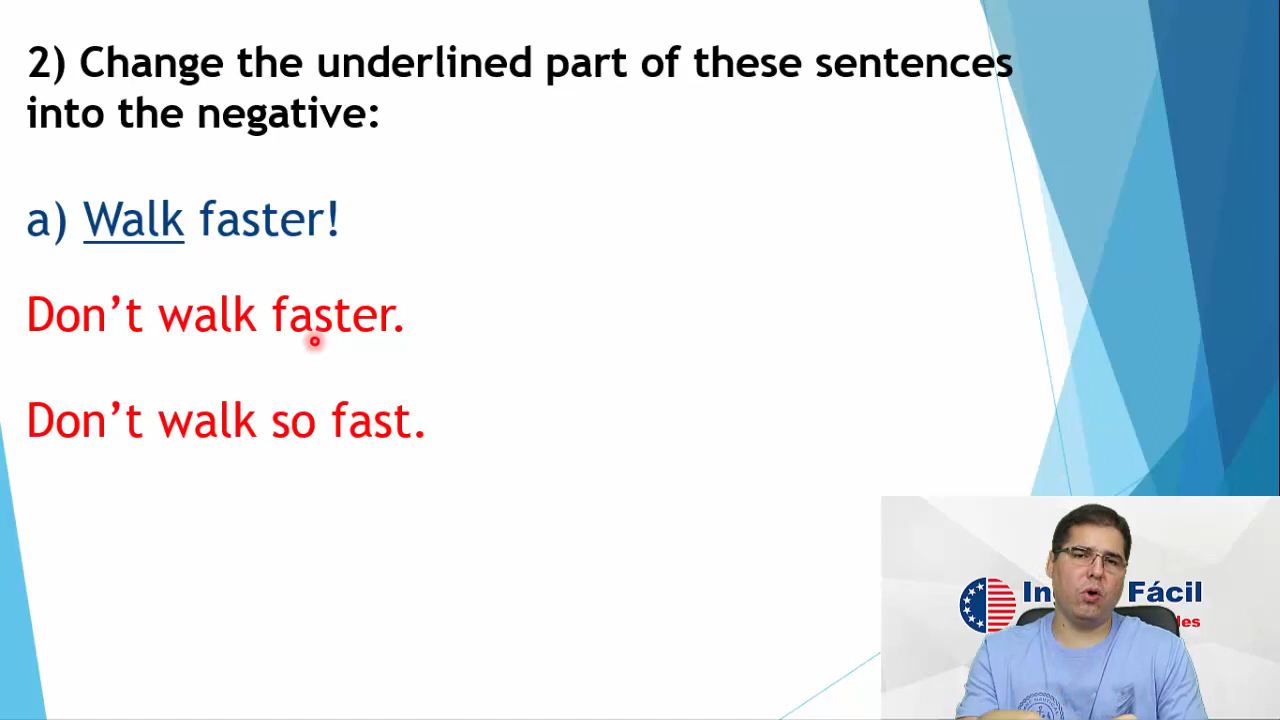 2) Change the underlined part of these sentences
into the negative:
a) Walk faster!
Don’t walk faster.
Don’t walk so fast.
Fácil